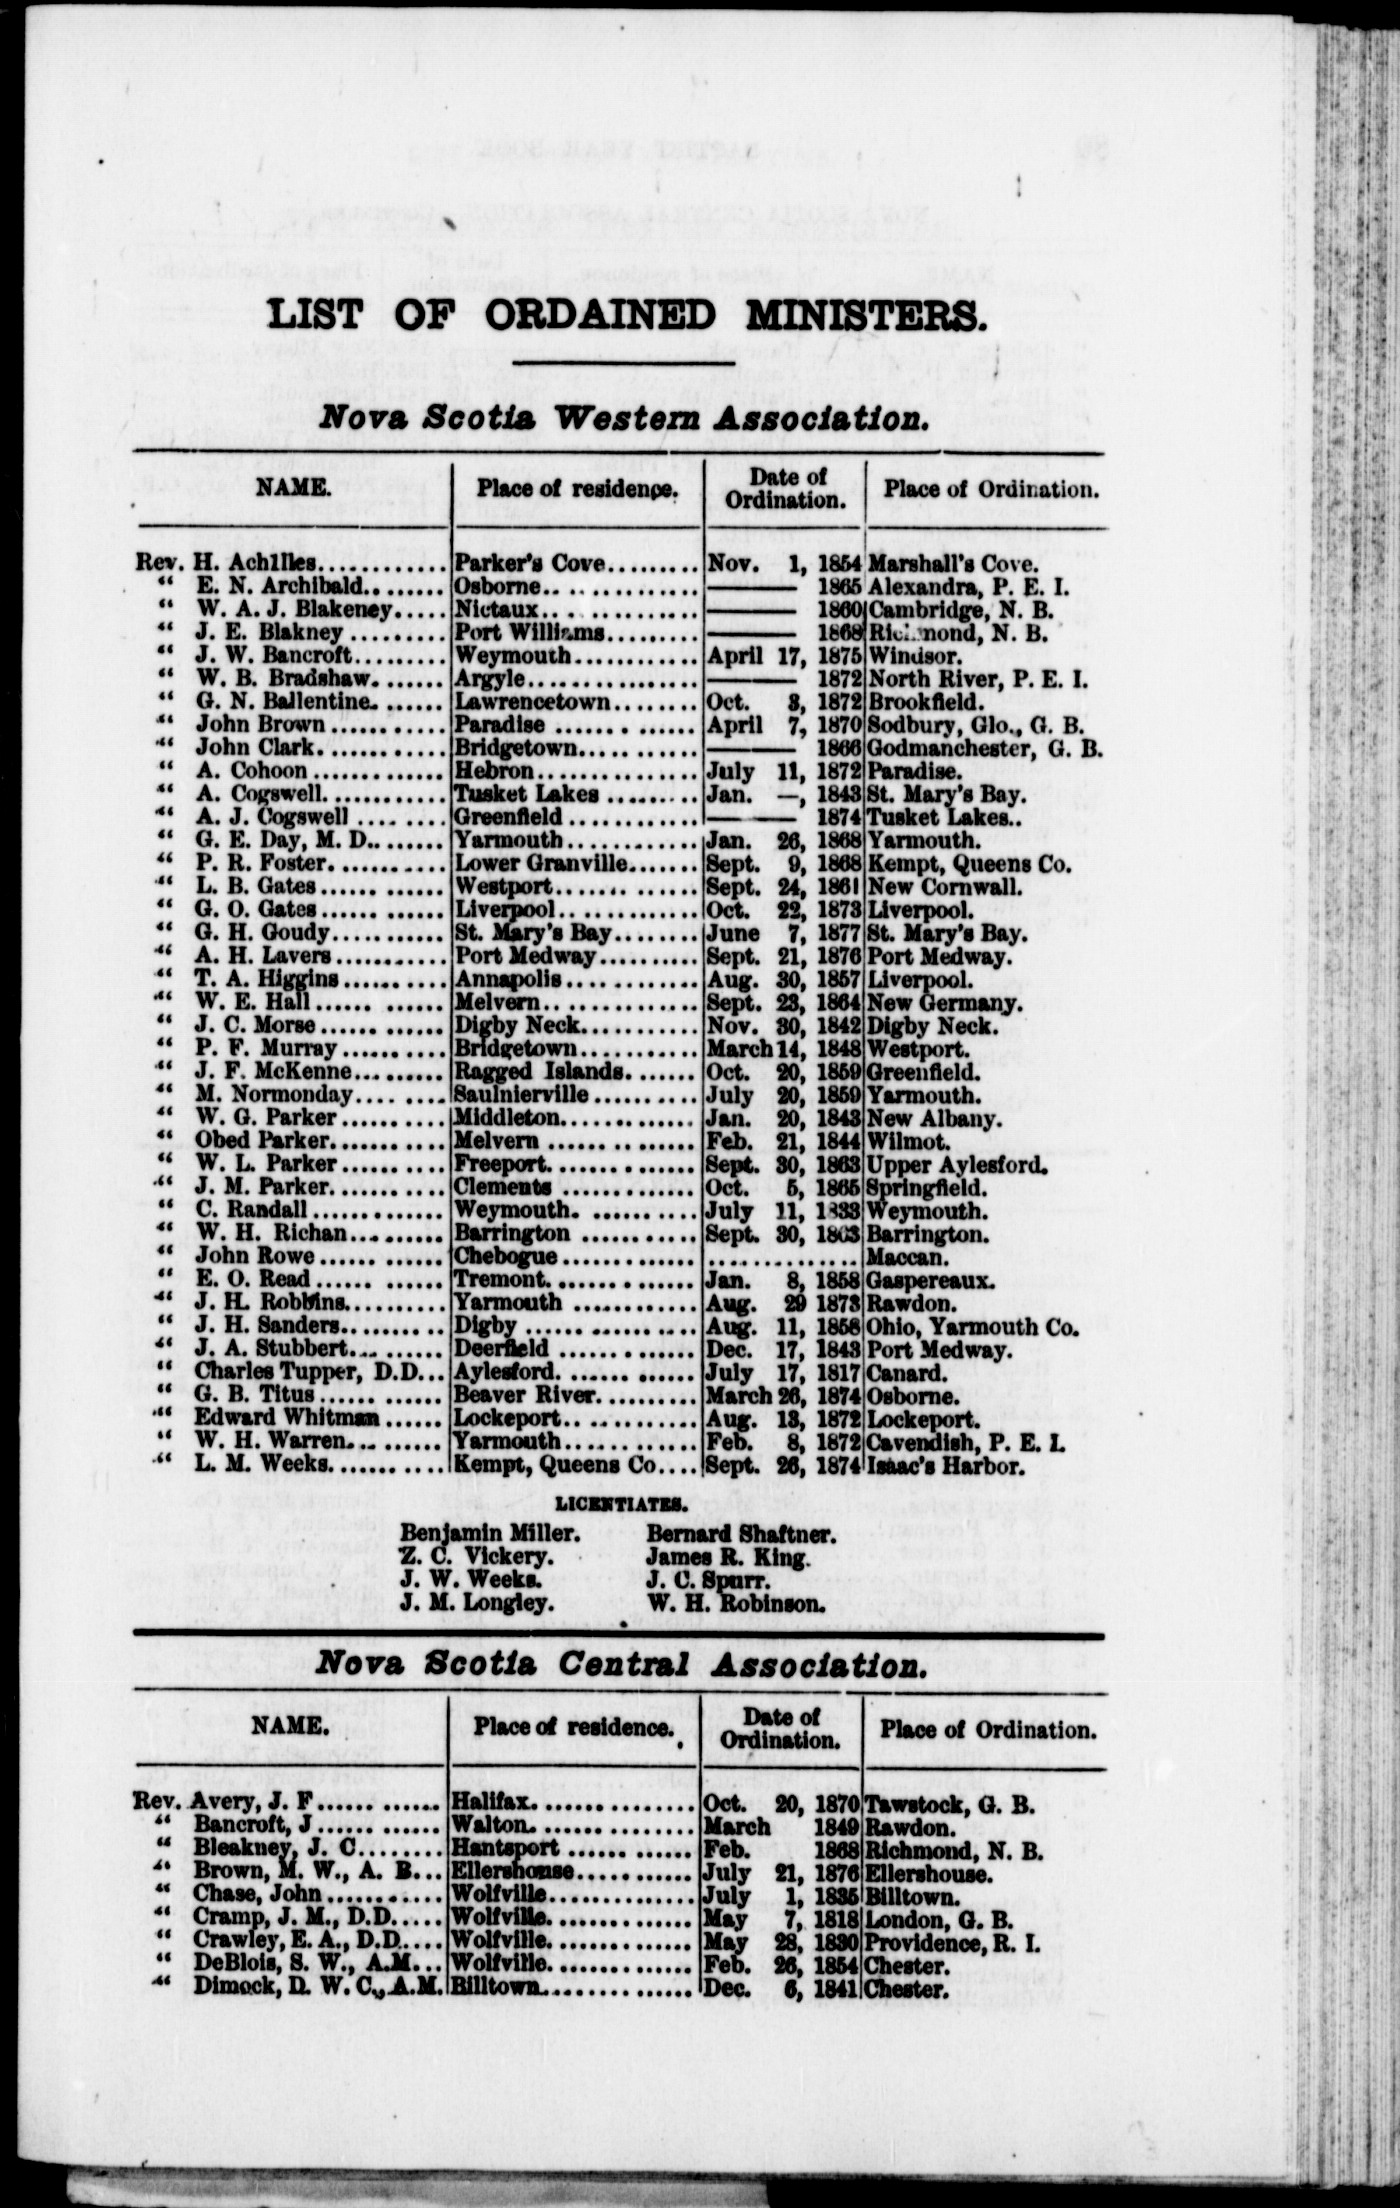 LIST OF ORDAINED MINISTERS.
Nova Scotia Western Association.
NAME. Place of residence. Date of Ordination. Place of Ordination.
Rev. H. Achilles............ Parker's Cove......... Nov. 1, 1854 Marshall's Cove.
" E. N. Archibald........ Osborne.............. ——— 1865 Alexandra, P. E. I.
" W. A. J. Blakeney..... Nictaux.............. ——— 1860 Cambridge, N. B.
" J. E. Blakney......... Port Williams......... ——— 1868 Richmond, N. B.
" J. W. Bancroft......... Weymouth............ April 17, 1875 Windsor.
" W. B. Bradshaw....... Argyle................ ——— 1872 North River, P. E. I.
" G. N. Ballentine....... Lawrencetown........ Oct. 3, 1872 Brookfield.
" John Brown........... Paradise............. April 7, 1870 Sodbury, Glo., G. B.
" John Clark............ Bridgetown........... ——— 1866 Godmanchester, G. B.
" A. Cohoon............. Hebron............... July 11, 1872 Paradise.
" A. Cogswell............ Tusket Lakes......... Jan. —, 1843 St. Mary's Bay.
" A. J. Cogswell........ Greenfield............ ——— 1874 Tusket Lakes..
" G. E. Day, M. D........ Yarmouth............ Jan. 26, 1868 Yarmouth.
" P. R. Foster........... Lower Granville....... Sept. 9, 1868 Kempt, Queens Co.
" L. B. Gates............ Westport............. Sept. 24, 1861 New Cornwall.
" G. O. Gates............ Liverpool............. Oct. 22, 1873 Liverpool.
" G. H. Goudy........... St. Mary's Bay........ June 7, 1877 St. Mary's Bay.
" A. H. Lavers........... Port Medway.......... Sept. 21, 1876 Port Medway.
" T. A. Higgins.......... Annapolis............ Aug. 30, 1857 Liverpool.
" W. E. Hall............ Melvern.............. Sept. 23, 1864 New Germany.
" J. C. Morse............ Digby Neck........... Nov. 30, 1842 Digby Neck.
" P. F. Murray.......... Bridgetown........... March 14, 1848 Westport.
" J. F. McKenne......... Ragged Islands....... Oct. 20, 1859 Greenfield.
" M. Normonday........ Saulnierville.......... July 20, 1859 Yarmouth.
" W. G. Parker.......... Middleton............ Jan. 20, 1843 New Albany.
" Obed Parker........... Melvern.............. Feb. 21, 1844 Wilmot.
" W. L. Parker.......... Freeport.............. Sept. 30, 1863 Upper Aylesford.
" J. M. Parker........... Clements............. Oct. 5, 1865 Springfield.
" C. Randall............. Weymouth........... July 11, 1833 Weymouth.
" W. H. Richan......... Barrington........... Sept. 30, 1863 Barrington.
" John Rowe............ Chebogue............. .............. Maccan.
" E. O. Read............ Tremont.............. Jan. 8, 1858 Gaspereaux.
" J. H. Robbins.......... Yarmouth............ Aug. 29 1873 Rawdon.
" J. H. Sanders.......... Digby................ Aug. 11, 1858 Ohio, Yarmouth Co.
" J. A. Stubbert......... Deerfield............. Dec. 17, 1843 Port Medway.
" Charles Tupper, D.D... Aylesford............. July 17, 1817 Canard.
" G. B. Titus............ Beaver River.......... March 26, 1874 Osborne.
" Edward Whitman...... Lockeport............ Aug. 13, 1872 Lockeport.
" W. H. Warren......... Yarmouth............ Feb. 8, 1872 Cavendish, P. E. I.
" L. M. Weeks........... Kempt, Queens Co.... Sept. 26, 1874 Isaac's Harbor.
LICENTIATES.
Benjamin Miller. Bernard Shaftner.
Z. C. Vickery. James R. King.
J. W. Weeks. J. C. Spurr.
J. M. Longley. W. H. Robinson.
Nova Scotia Central Association.
NAME. Place of residence. Date of Ordination. Place of Ordination.
Rev. Avery, J. F............ Halifax............... Oct. 20, 1870 Tawstock, G. B.
" Bancroft, J............ Walton............... March 1849 Rawdon.
" Bleakney, J. C........ Hantsport............ Feb. 1868 Richmond, N. B.
" Brown, M. W., A. B... Ellershouse........... July 21, 1876 Ellershouse.
" Chase, John........... Wolfville.............. July 1, 1835 Billtown.
" Cramp, J. M., D.D..... Wolfville.............. May 7, 1818 London, G. B.
" Crawley, E. A., D.D.... Wolfville.............. May 28, 1830 Providence, R. I.
" DeBlois, S. W., A.M... Wolfville.............. Feb. 26, 1854 Chester.
" Dimock, D. W. C., A.M. Billtown.............. Dec. 6, 1841 Chester.